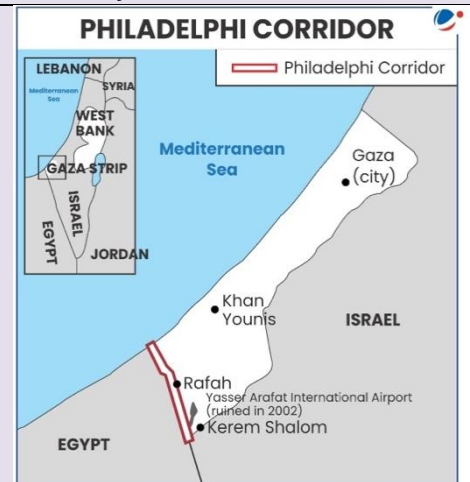 PHILADELPHI CORRIDOR
Philadelphi Corridor
LEBANON
SYRIA
Mediterranean
Sea
WEST
BANK
GAZA STRIP
ISRAEL
EGYPT
JORDAN
Mediterranean
Sea
Gaza
(city)
Khan
Younis
ISRAEL
Rafah
Yasser Arafat International Airport
(ruined in 2002)
Kerem Shalom
EGYPT